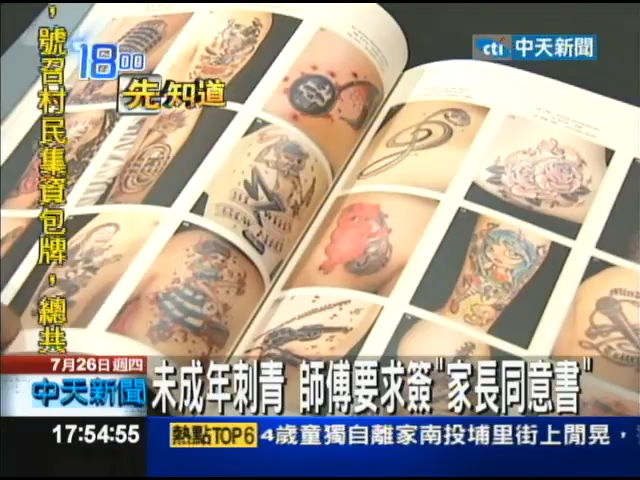 ，號召村民集資包牌，總共
18:00
先知道
cti 中天新聞
7月26日週四
中天新聞
未成年刺青 師傅要求簽"家長同意書"
17:54:55
熱點TOP6
4歲童獨自離家南投埔里街上閒晃，